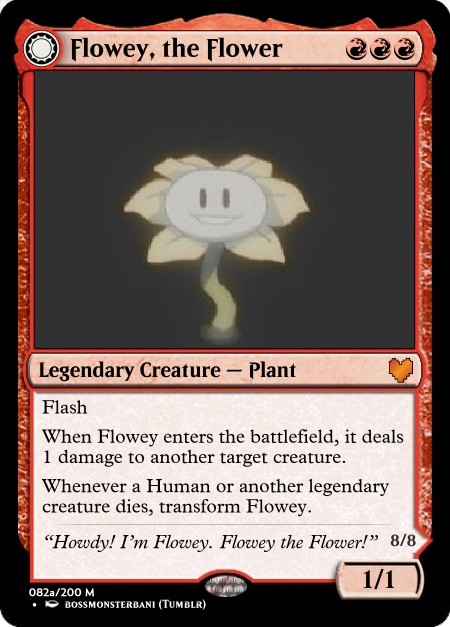 Flowey, the Flower
Legendary Creature — Plant
Flash
When Flowey enters the battlefield, it deals
1 damage to another target creature.
Whenever a Human or another legendary
creature dies, transform Flowey.
“Howdy! I’m Flowey. Flowey the Flower!” 8/8
1/1
082a/200 M
• BOSSMONSTERBANI (TUMBLR)